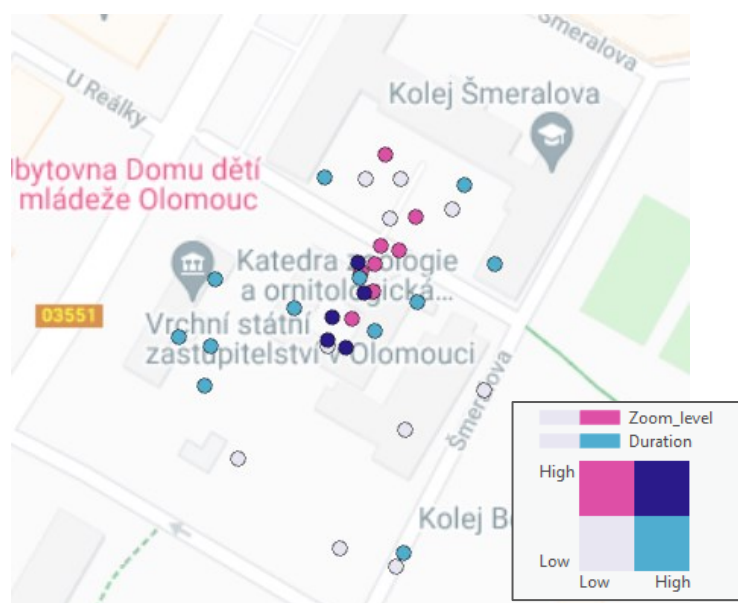 Šmeralova
U Reálky
Kolej Šmeralova
lbytovna Domu dětí
mládeže Olomouc
Katedra zoologie
a ornitologická...
03551
Vrchní státní
zastupitelství v Olomouci
Šmeralova
Kolej B
Zoom_level
Duration
High
Low
Low High